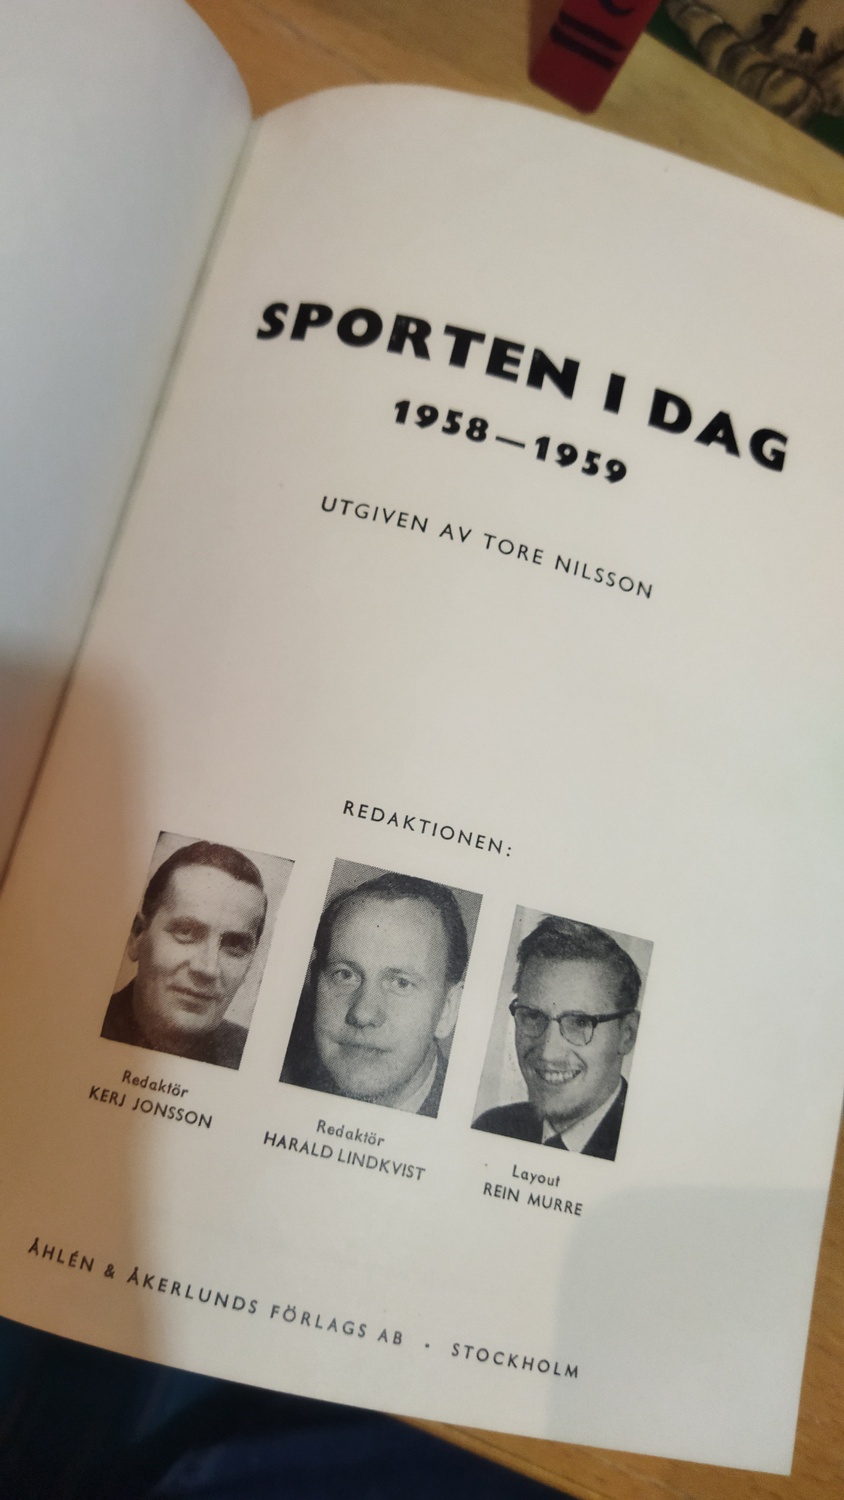 SPORTEN I DAG
1958—1959
UTGIVEN AV TORE NILSSON
REDAKTIONEN:
Redaktör
KERJ JONSSON
Redaktör
HARALD LINDKVIST
Layout
REIN MURRE
ÅHLÉN & ÅKERLUNDS FÖRLAGS AB · STOCKHOLM